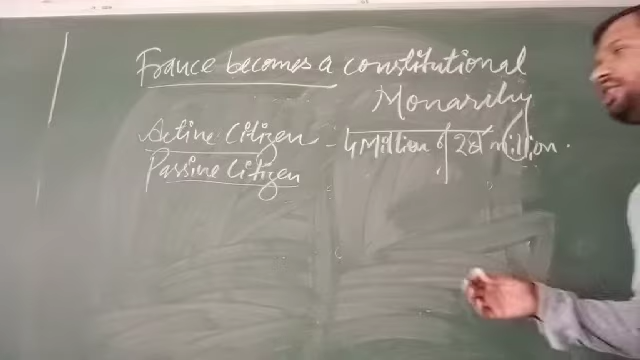 France becomes a constitutional
Monarchy
Active Citizen - 4 Million of 28 million.
Passive Citizen